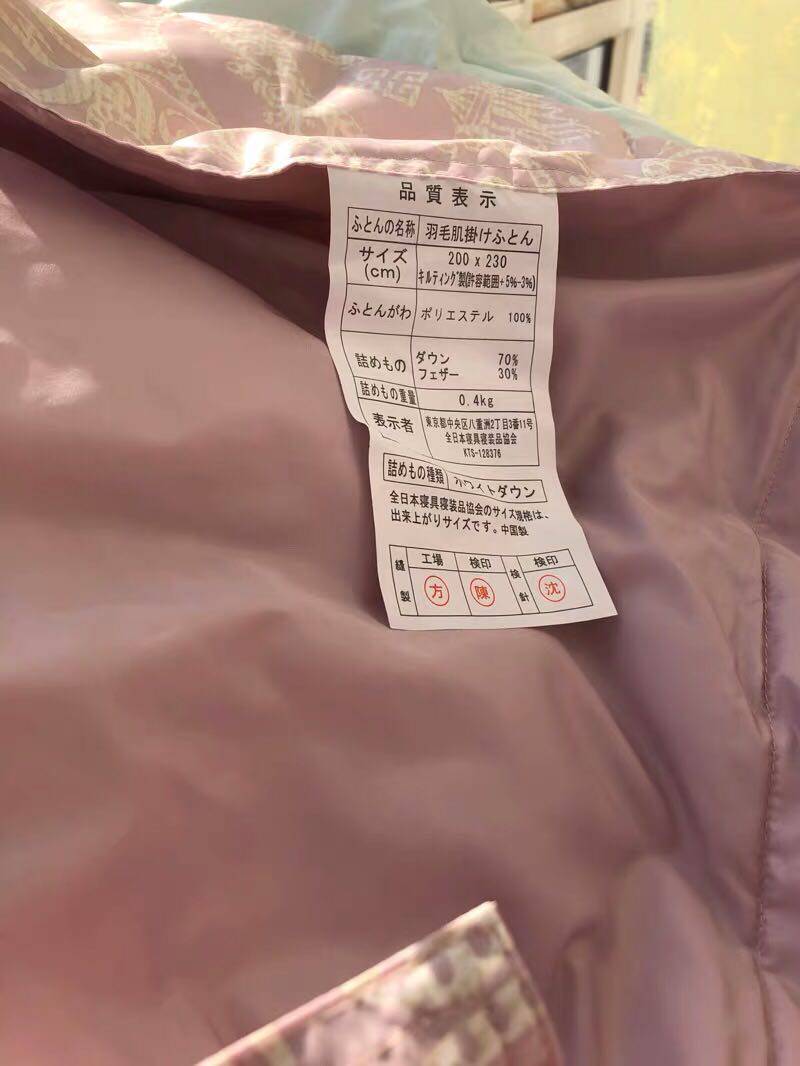 品質表示
ふとんの名称 羽毛肌掛けふとん
サイズ(cm) 200 x 230
キルティング製(許容範囲+5%-3%)
ふとんがわ ポリエステル 100%
詰めもの ダウン 70%
フェザー 30%
詰めもの重量 0.4kg
表示者 東京都中央区八重洲2丁目3番11号
全日本寝具寝装品協会
KTS-128376
詰めもの種類 ホワイトダウン
全日本寝具寝装品協会のサイズ規格は、
出来上がりサイズです。中国製
縫製 工場 検印 検針 検印
方 陳 沈